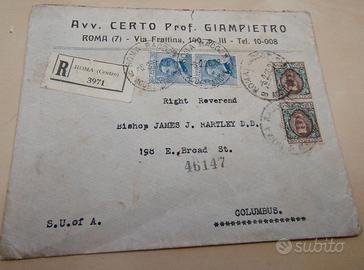 Avv. CERTO Prof. GIAMPIETRO
ROMA (7) - Via Frattina, 140, p. III - Tel. 10-008
R
ROMA (Centro)
3971
Right Reverend
Bishop JAMES J. HARTLEY D.D.
198 E. Broad St.
46147
S.U. of A.
COLUMBUS.
subito